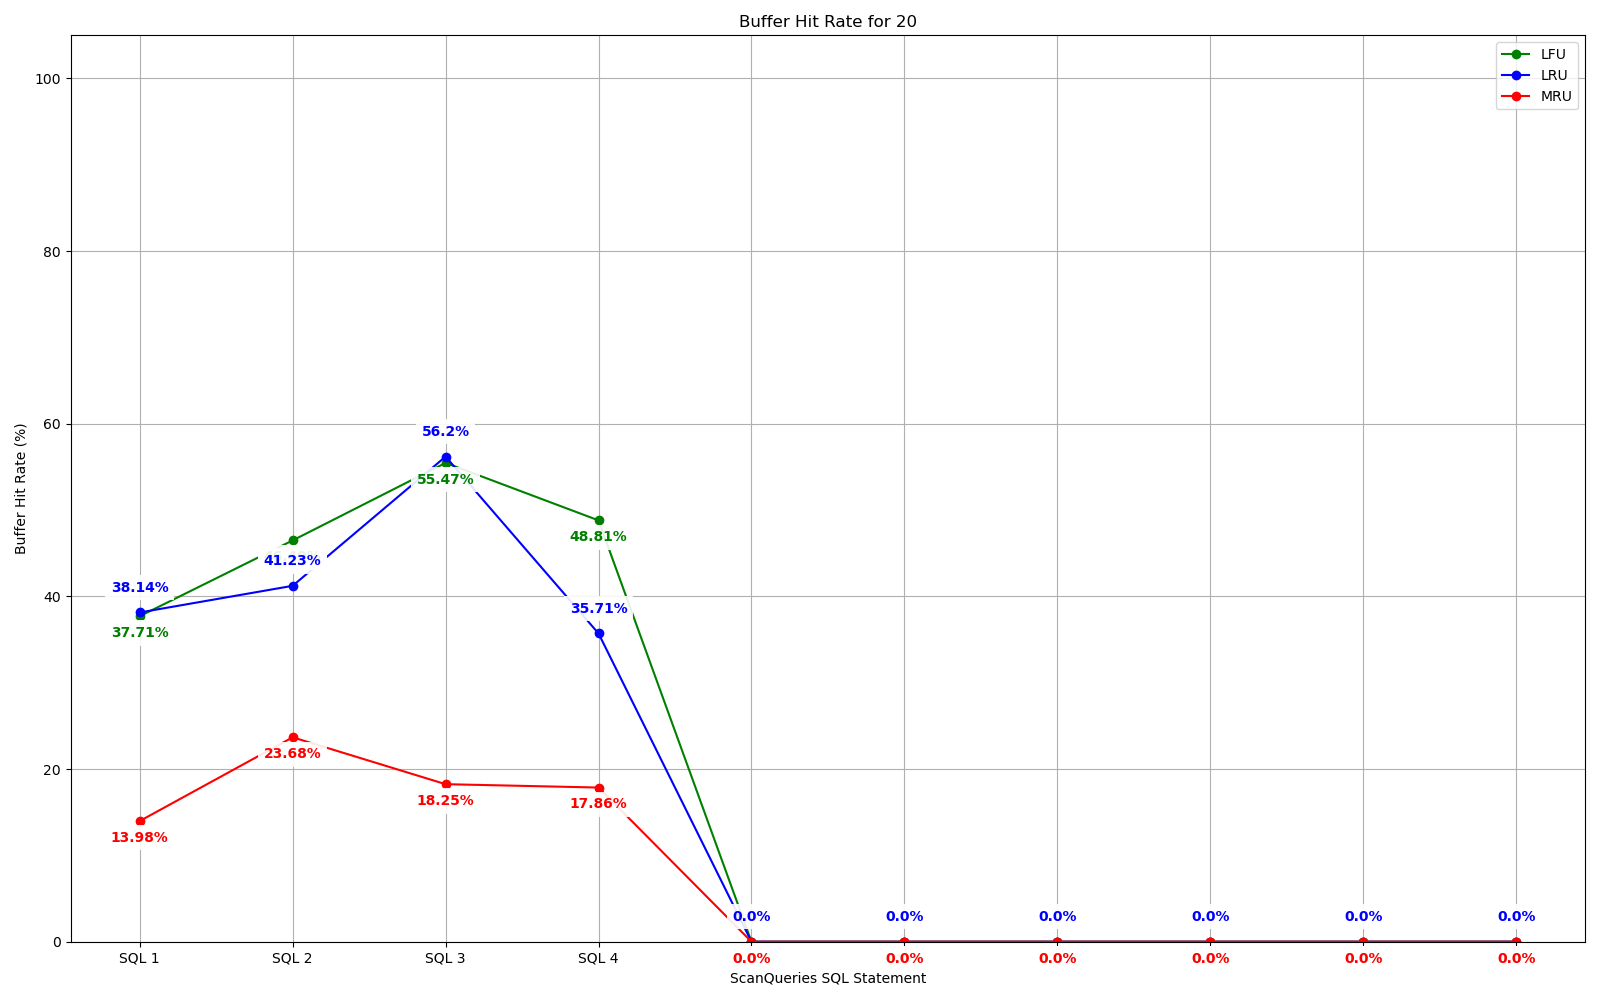 Buffer Hit Rate for 20
LFU
LRU
MRU
Buffer Hit Rate (%)
100
80
60
40
20
0
56.2%
55.47%
48.81%
41.23%
38.14%
37.71%
35.71%
23.68%
18.25%
17.86%
13.98%
0.0% 0.0% 0.0% 0.0% 0.0% 0.0%
SQL 1 SQL 2 SQL 3 SQL 4 0.0% 0.0% 0.0% 0.0% 0.0% 0.0%
ScanQueries SQL Statement